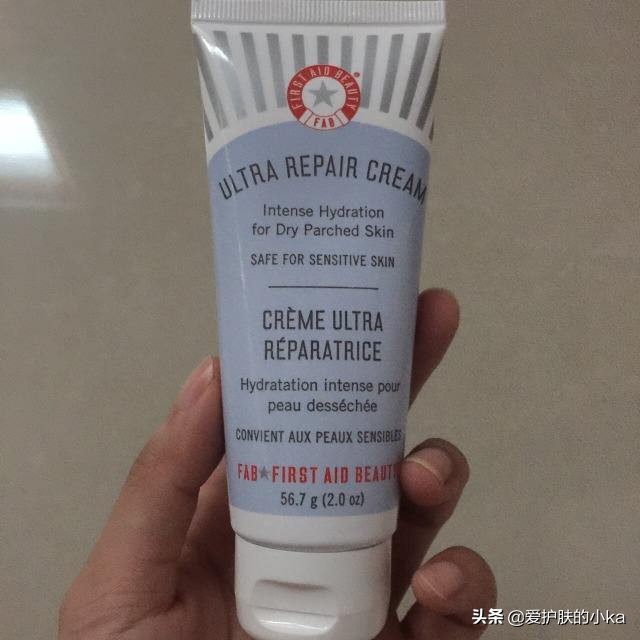 FIRST AID BEAUTY
FAB
ULTRA REPAIR CREAM
Intense Hydration
for Dry Parched Skin
SAFE FOR SENSITIVE SKIN
CRÈME ULTRA
RÉPARATRICE
Hydratation intense pour
peau desséchée
CONVIENT AUX PEAUX SENSIBLES
FAB★FIRST AID BEAUTY
56.7 g (2.0 oz)
头条 @爱护肤的小ka